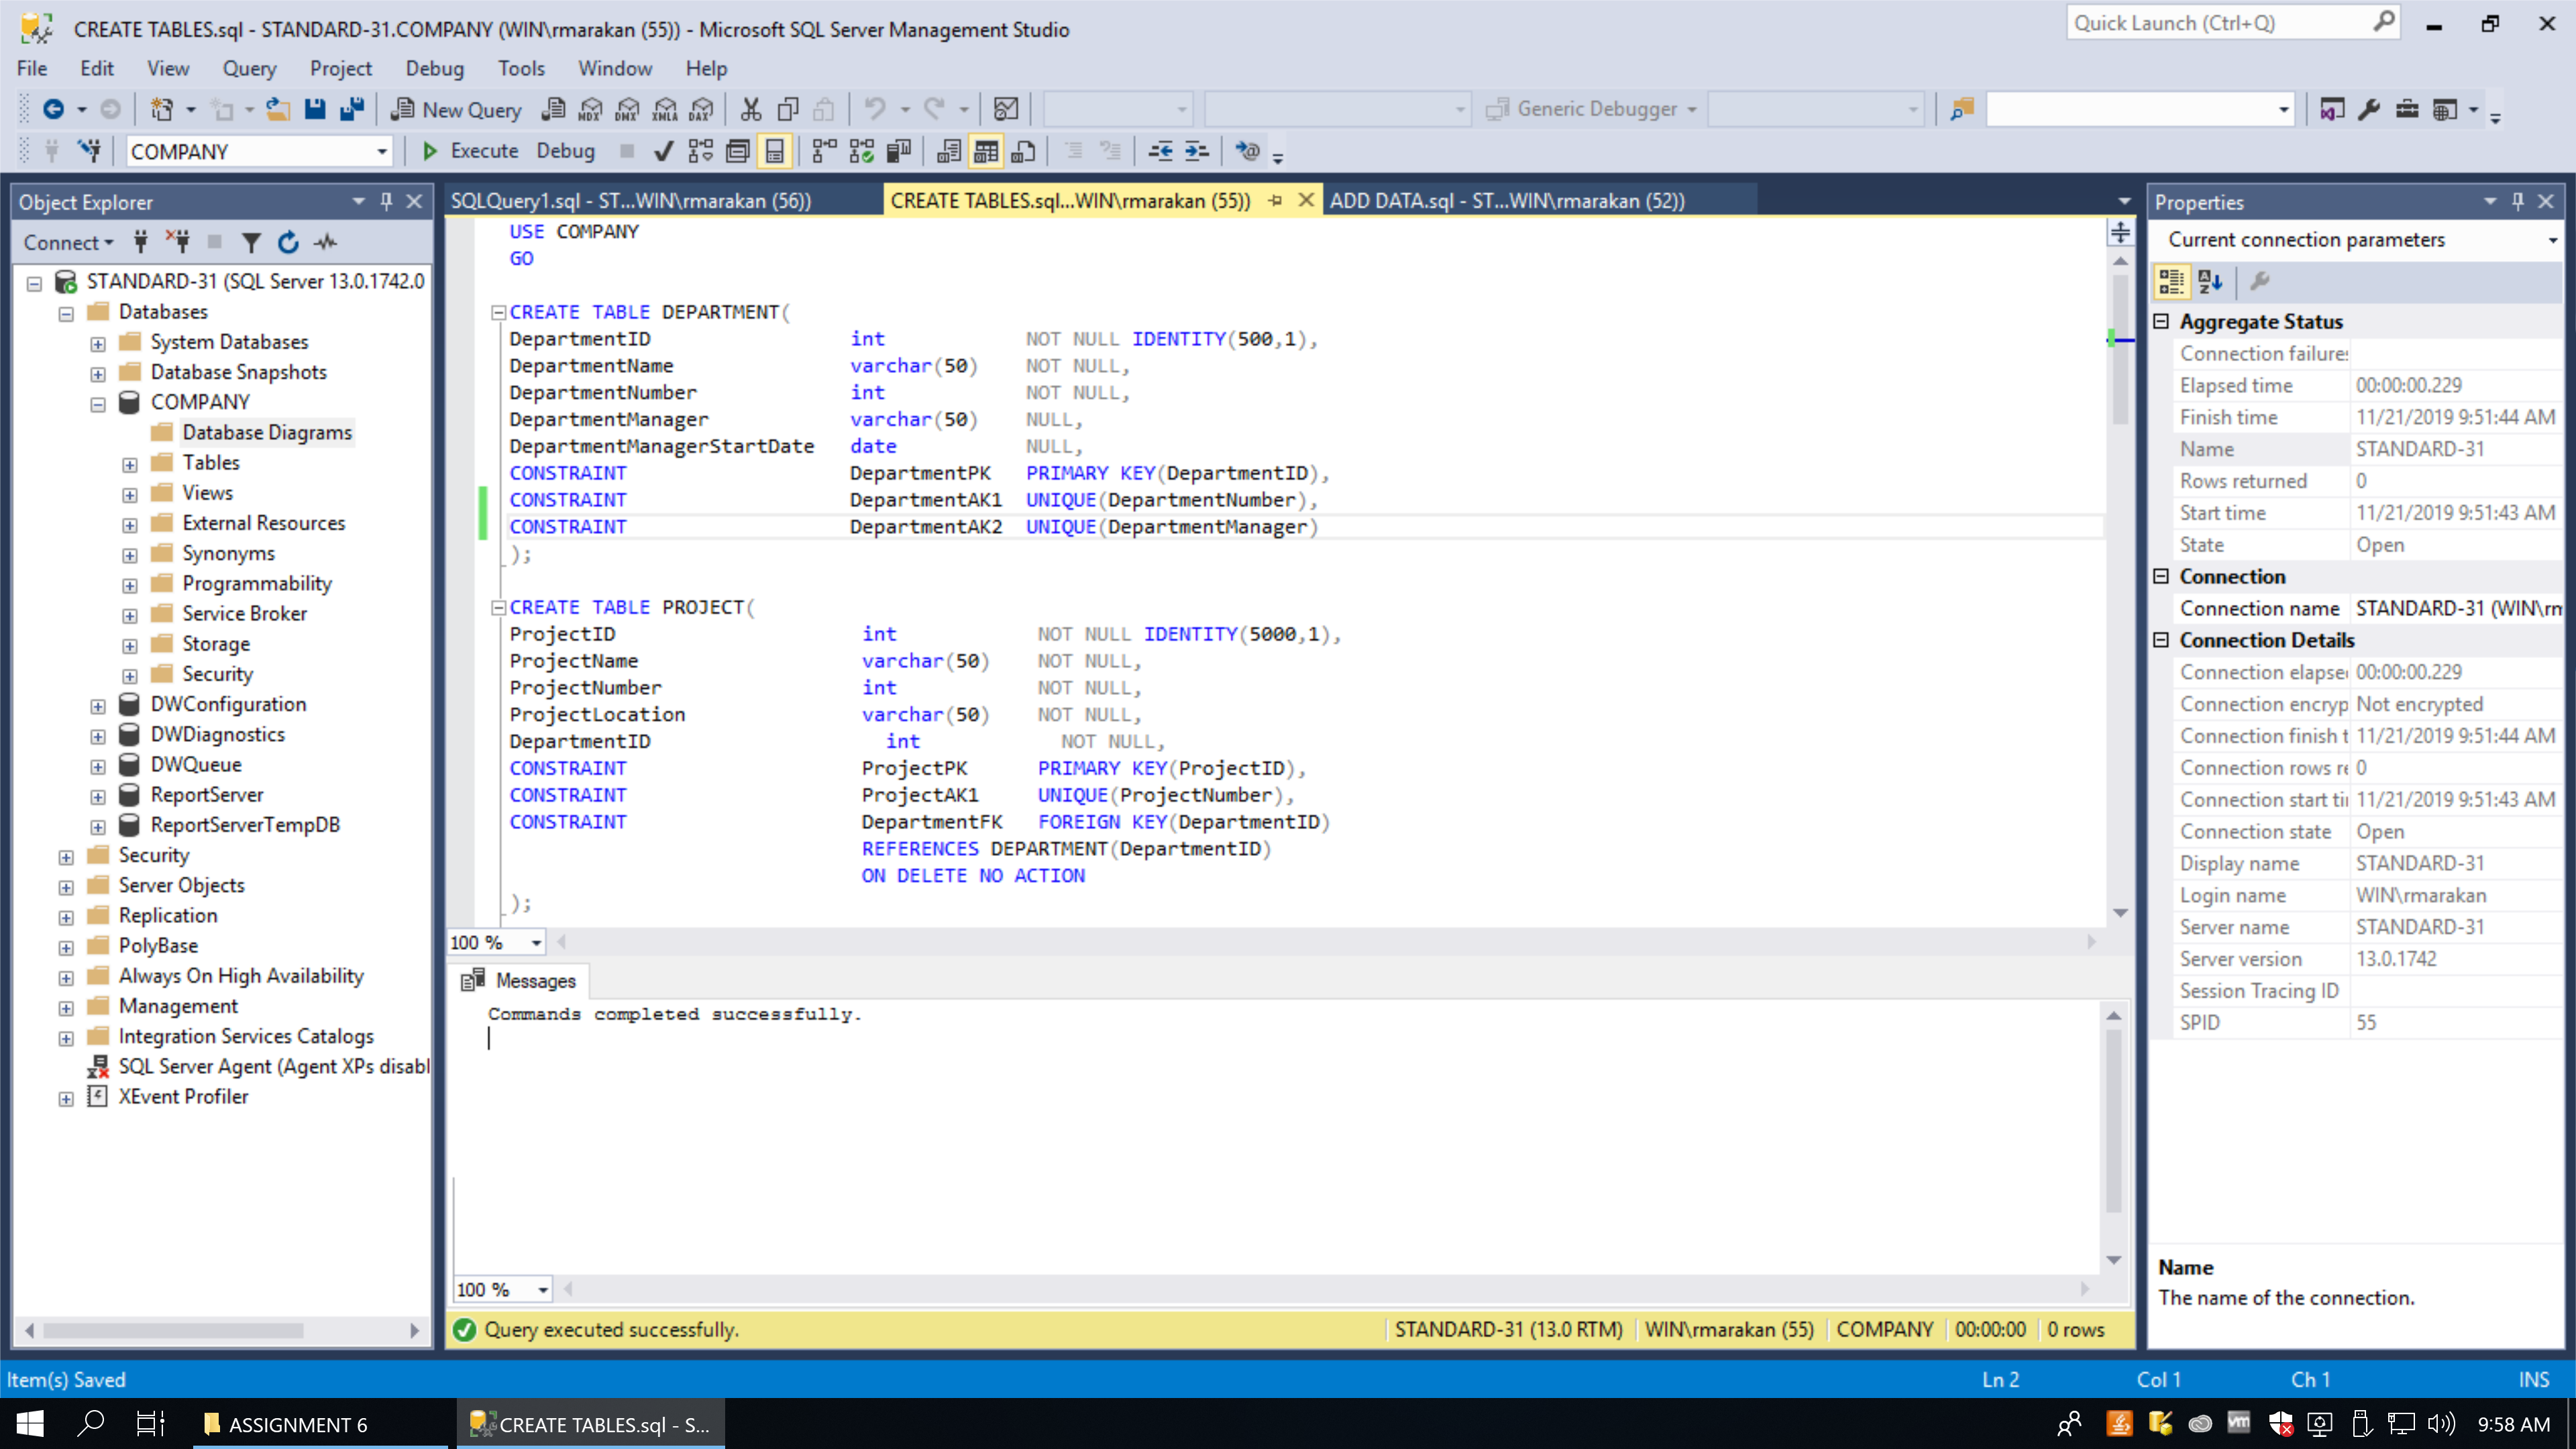 CREATE TABLES.sql - STANDARD-31.COMPANY (WIN\rmarakan (55)) - Microsoft SQL Server Management Studio
Quick Launch (Ctrl+Q)
File Edit View Query Project Debug Tools Window Help
New Query MDX DMX XMLA DAX Generic Debugger
COMPANY Execute Debug
Object Explorer
Connect
STANDARD-31 (SQL Server 13.0.1742.0
Databases
System Databases
Database Snapshots
COMPANY
Database Diagrams
Tables
Views
External Resources
Synonyms
Programmability
Service Broker
Storage
Security
DWConfiguration
DWDiagnostics
DWQueue
ReportServer
ReportServerTempDB
Security
Server Objects
Replication
PolyBase
Always On High Availability
Management
Integration Services Catalogs
SQL Server Agent (Agent XPs disabl
XEvent Profiler
SQLQuery1.sql - ST...WIN\rmarakan (56)) CREATE TABLES.sql...WIN\rmarakan (55)) ADD DATA.sql - ST...WIN\rmarakan (52))
USE COMPANY
GO
CREATE TABLE DEPARTMENT(
DepartmentID int NOT NULL IDENTITY(500,1),
DepartmentName varchar(50) NOT NULL,
DepartmentNumber int NOT NULL,
DepartmentManager varchar(50) NULL,
DepartmentManagerStartDate date NULL,
CONSTRAINT DepartmentPK PRIMARY KEY(DepartmentID),
CONSTRAINT DepartmentAK1 UNIQUE(DepartmentNumber),
CONSTRAINT DepartmentAK2 UNIQUE(DepartmentManager)
);
CREATE TABLE PROJECT(
ProjectID int NOT NULL IDENTITY(5000,1),
ProjectName varchar(50) NOT NULL,
ProjectNumber int NOT NULL,
ProjectLocation varchar(50) NOT NULL,
DepartmentID int NOT NULL,
CONSTRAINT ProjectPK PRIMARY KEY(ProjectID),
CONSTRAINT ProjectAK1 UNIQUE(ProjectNumber),
CONSTRAINT DepartmentFK FOREIGN KEY(DepartmentID)
REFERENCES DEPARTMENT(DepartmentID)
ON DELETE NO ACTION
);
100 %
Messages
Commands completed successfully.
100 %
Query executed successfully. STANDARD-31 (13.0 RTM) WIN\rmarakan (55) COMPANY 00:00:00 0 rows
Properties
Current connection parameters
Aggregate Status
Connection failures
Elapsed time 00:00:00.229
Finish time 11/21/2019 9:51:44 AM
Name STANDARD-31
Rows returned 0
Start time 11/21/2019 9:51:43 AM
State Open
Connection
Connection name STANDARD-31 (WIN\rm
Connection Details
Connection elapse 00:00:00.229
Connection encryp Not encrypted
Connection finish t 11/21/2019 9:51:44 AM
Connection rows re 0
Connection start ti 11/21/2019 9:51:43 AM
Connection state Open
Display name STANDARD-31
Login name WIN\rmarakan
Server name STANDARD-31
Server version 13.0.1742
Session Tracing ID
SPID 55
Name
The name of the connection.
Item(s) Saved Ln 2 Col 1 Ch 1 INS
ASSIGNMENT 6 CREATE TABLES.sql - S... vm 9:58 AM